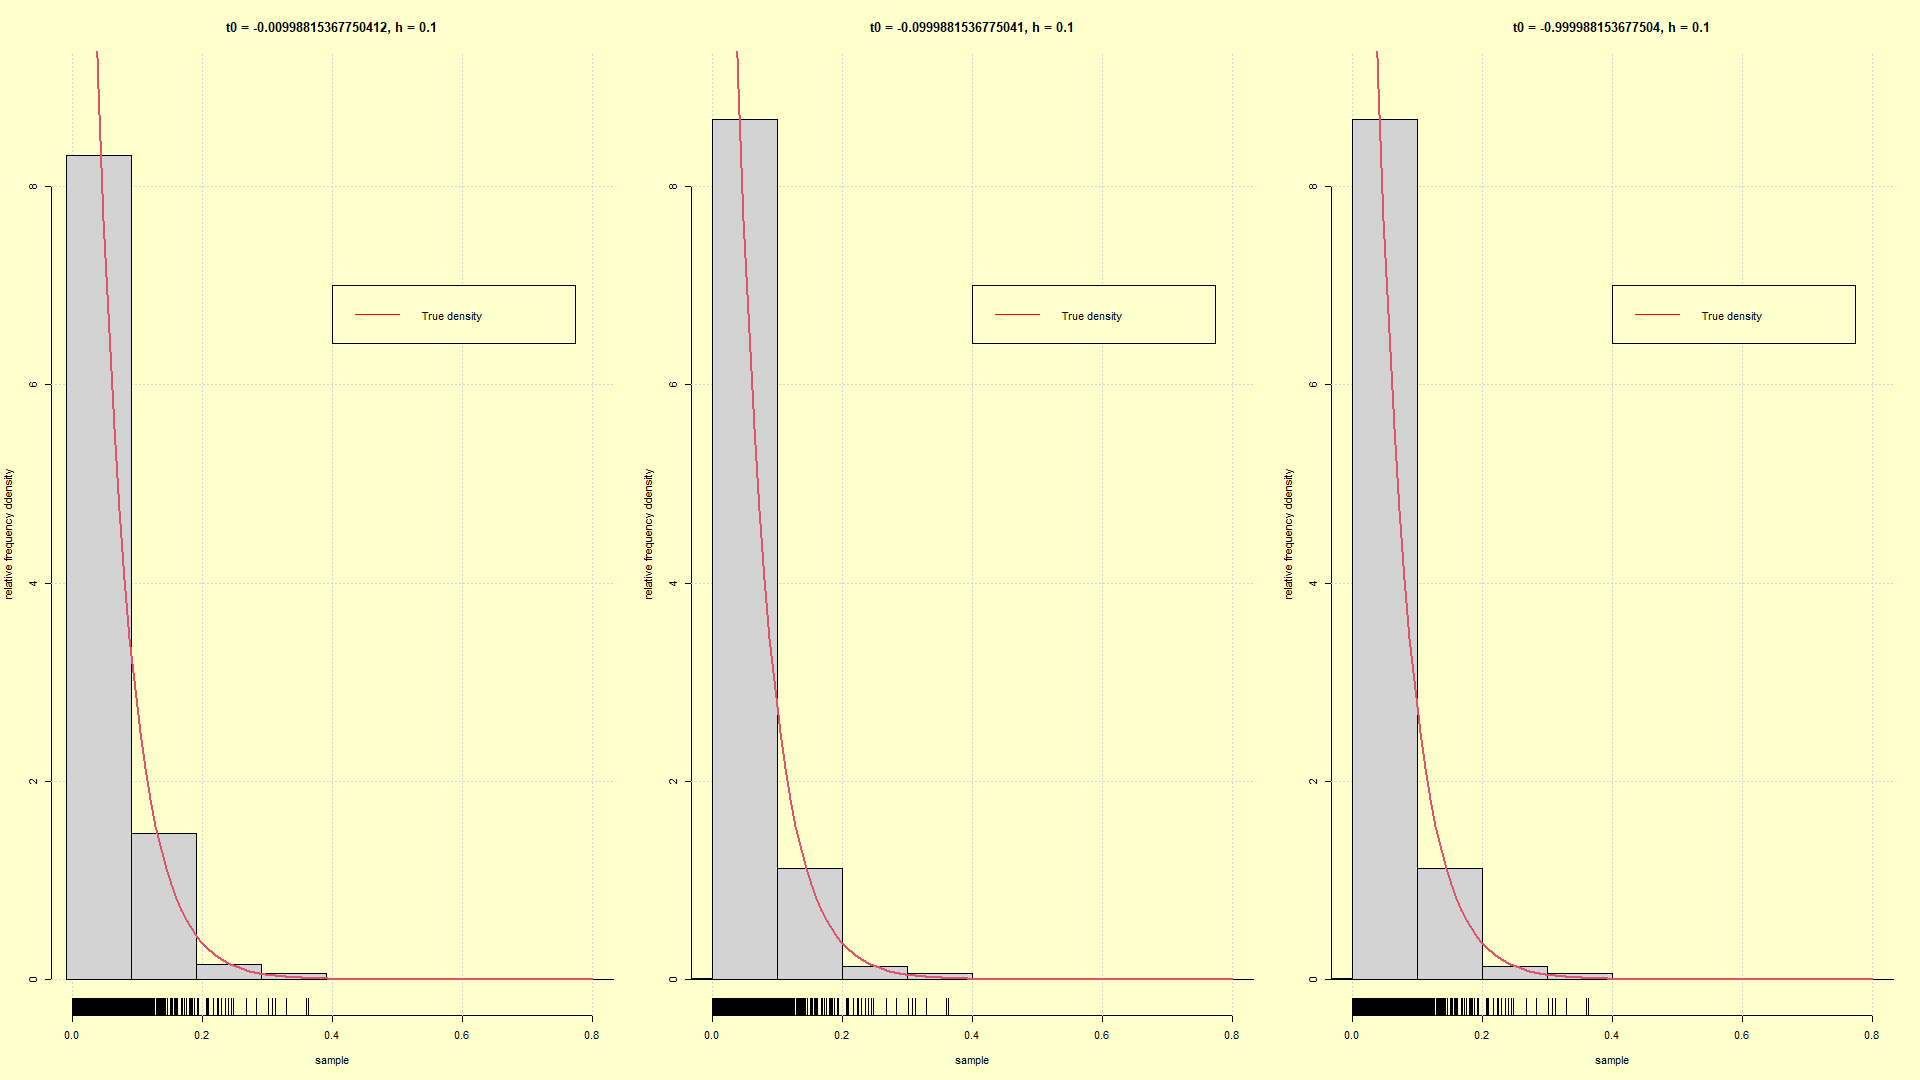 t0 = -0.00998815367750412, h = 0.1
relative frequency ddensity
8
6
4
2
0
True density
0.0 0.2 0.4 0.6 0.8
sample
t0 = -0.0999881536775041, h = 0.1
relative frequency ddensity
8
6
4
2
0
True density
0.0 0.2 0.4 0.6 0.8
sample
t0 = -0.999988153677504, h = 0.1
relative frequency ddensity
8
6
4
2
0
True density
0.0 0.2 0.4 0.6 0.8
sample